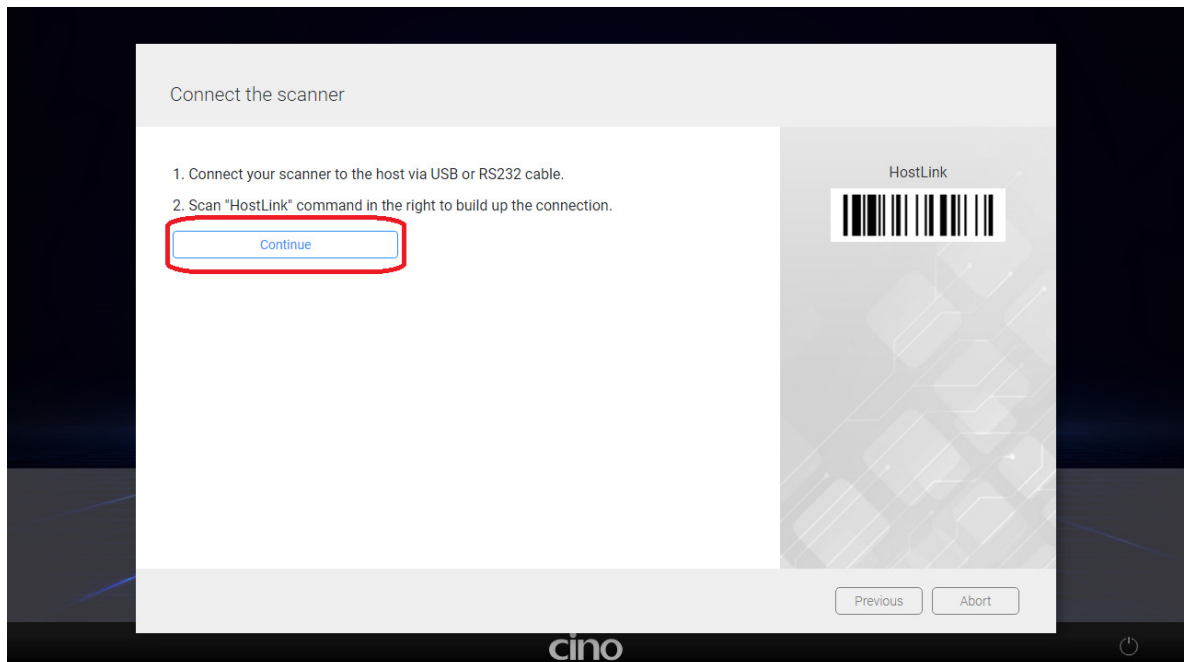 Connect the scanner
1. Connect your scanner to the host via USB or RS232 cable.
2. Scan "HostLink" command in the right to build up the connection.
Continue
HostLink
Previous
Abort
cino